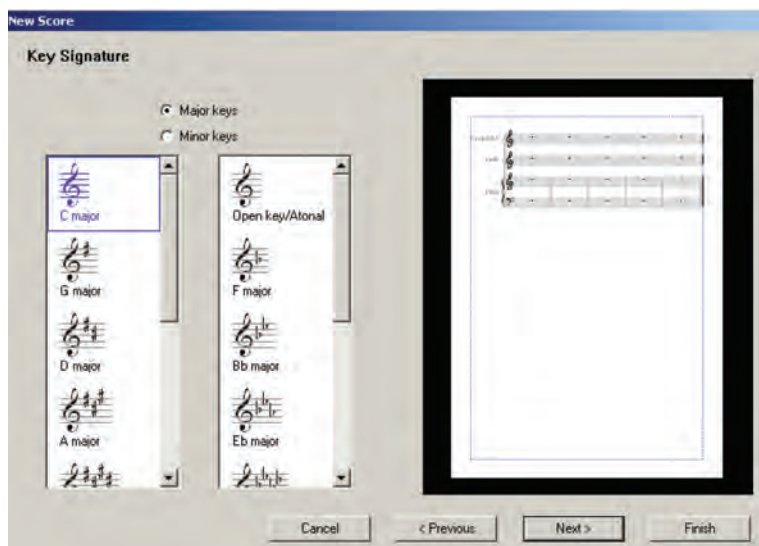 New Score
Key Signature
Major keys
Minor keys
C major
Open key/Atonal
G major
F major
D major
Bb major
A major
Eb major
Cancel
< Previous
Next >
Finish